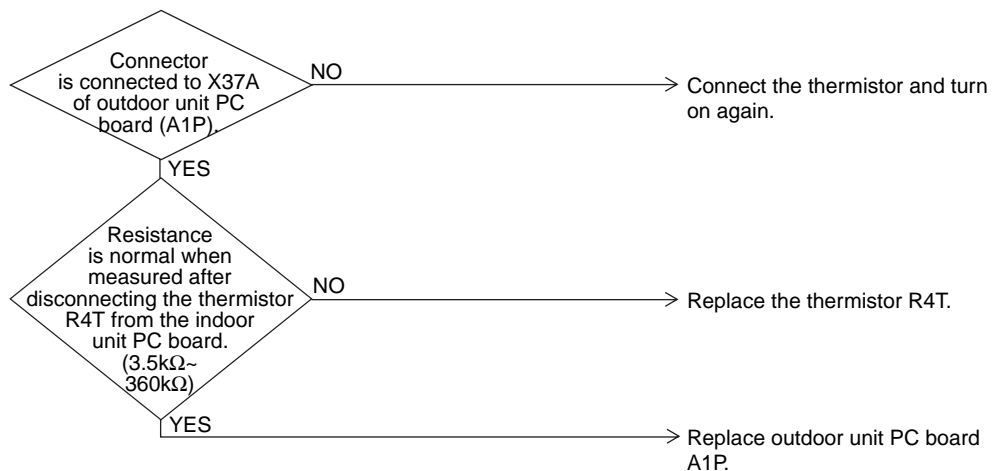 Connector
is connected to X37A
of outdoor unit PC
board (A1P).
NO
Connect the thermistor and turn
on again.
YES
Resistance
is normal when
measured after
disconnecting the thermistor
R4T from the indoor
unit PC board.
(3.5kΩ~
360kΩ)
NO
Replace the thermistor R4T.
YES
Replace outdoor unit PC board
A1P.